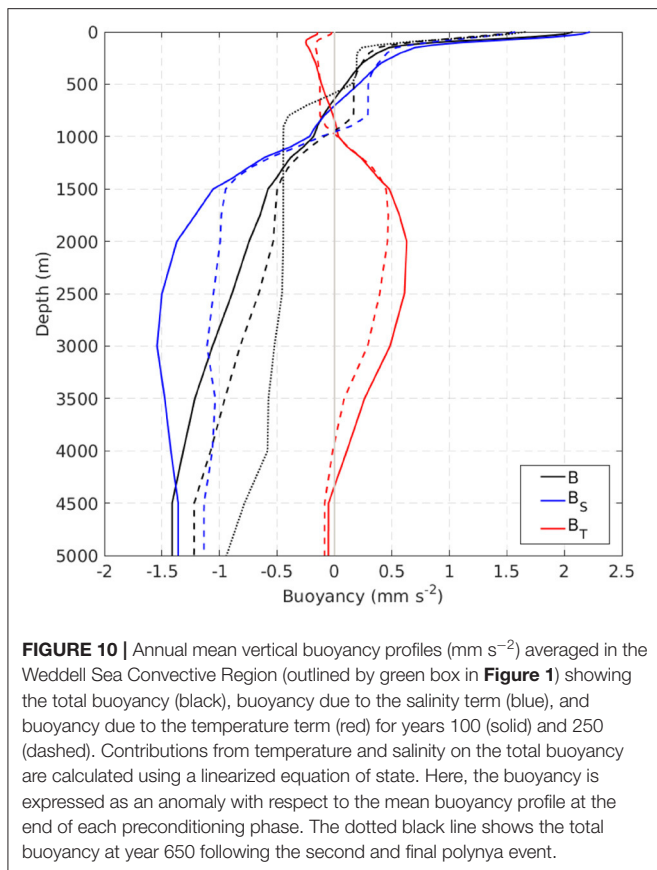 0
500
1000
1500
2000
2500
3000
3500
4000
4500
5000
Depth (m)
-2 -1.5 -1 -0.5 0 0.5 1 1.5 2 2.5
Buoyancy (mm s⁻²)
B
B_S
B_T
FIGURE 10 | Annual mean vertical buoyancy profiles (mm s⁻²) averaged in the
Weddell Sea Convective Region (outlined by green box in Figure 1) showing
the total buoyancy (black), buoyancy due to the salinity term (blue), and
buoyancy due to the temperature term (red) for years 100 (solid) and 250
(dashed). Contributions from temperature and salinity on the total buoyancy
are calculated using a linearized equation of state. Here, the buoyancy is
expressed as an anomaly with respect to the mean buoyancy profile at the
end of each preconditioning phase. The dotted black line shows the total
buoyancy at year 650 following the second and final polynya event.